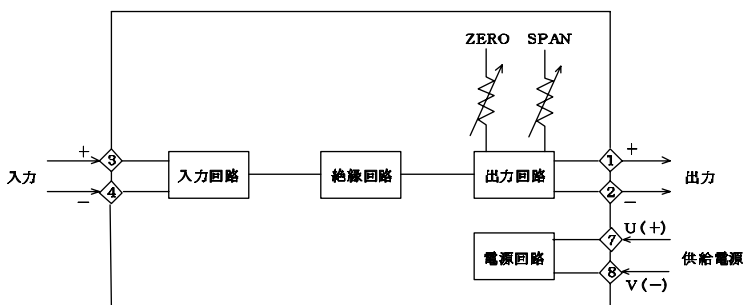 ZERO SPAN
+ ③ ① +
入力 入力回路 絶縁回路 出力回路 出力
− ④ ② −
⑦ U(+)
電源回路 供給電源
⑧ V(−)